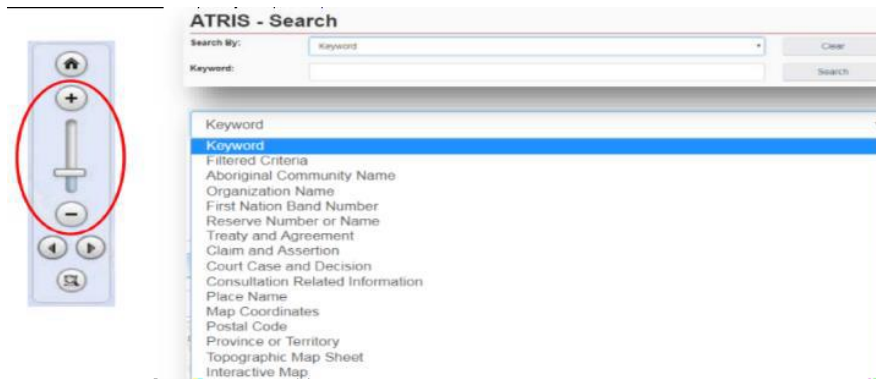 ATRIS - Search
Search By:
Keyword
Clear
Keyword:
Search
Keyword
Keyword
Filtered Criteria
Aboriginal Community Name
Organization Name
First Nation Band Number
Reserve Number or Name
Treaty and Agreement
Claim and Assertion
Court Case and Decision
Consultation Related Information
Place Name
Map Coordinates
Postal Code
Province or Territory
Topographic Map Sheet
Interactive Map